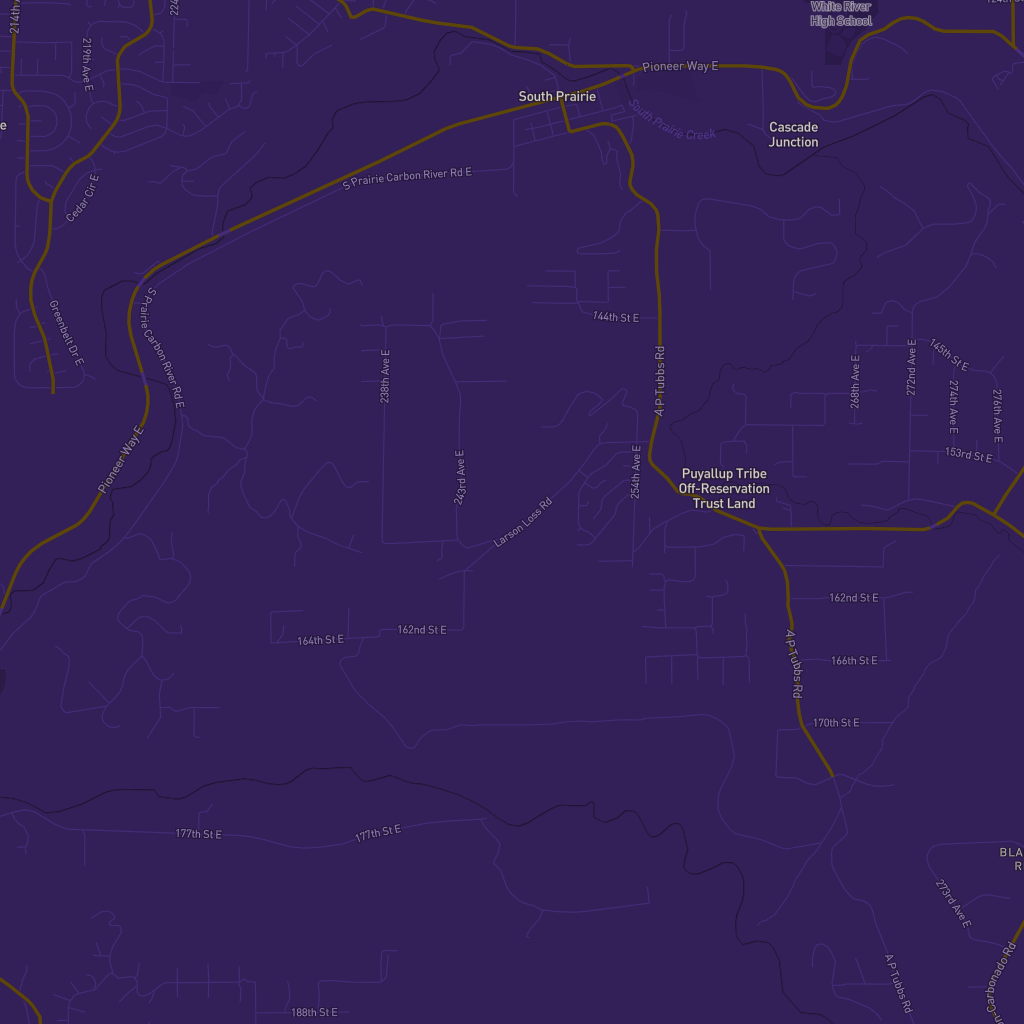 White River
High School
214th
219th Ave E
Pioneer Way E
South Prairie
South Prairie Creek
Cascade
Junction
S Prairie Carbon River Rd E
Cedar Cir E
S Prairie Carbon River Rd E
Greenbelt Dr E
144th St E
238th Ave E
A P Tubbs Rd
268th Ave E
272nd Ave E
145th St E
274th Ave E
276th Ave E
153rd St E
Pioneer Way E
243rd Ave E
254th Ave E
Puyallup Tribe
Off-Reservation
Trust Land
Larson Loss Rd
162nd St E
162nd St E
164th St E
A P Tubbs Rd
166th St E
170th St E
177th St E
177th St E
BLA
R
273rd Ave E
A P Tubbs Rd
Carbonado Rd
188th St E